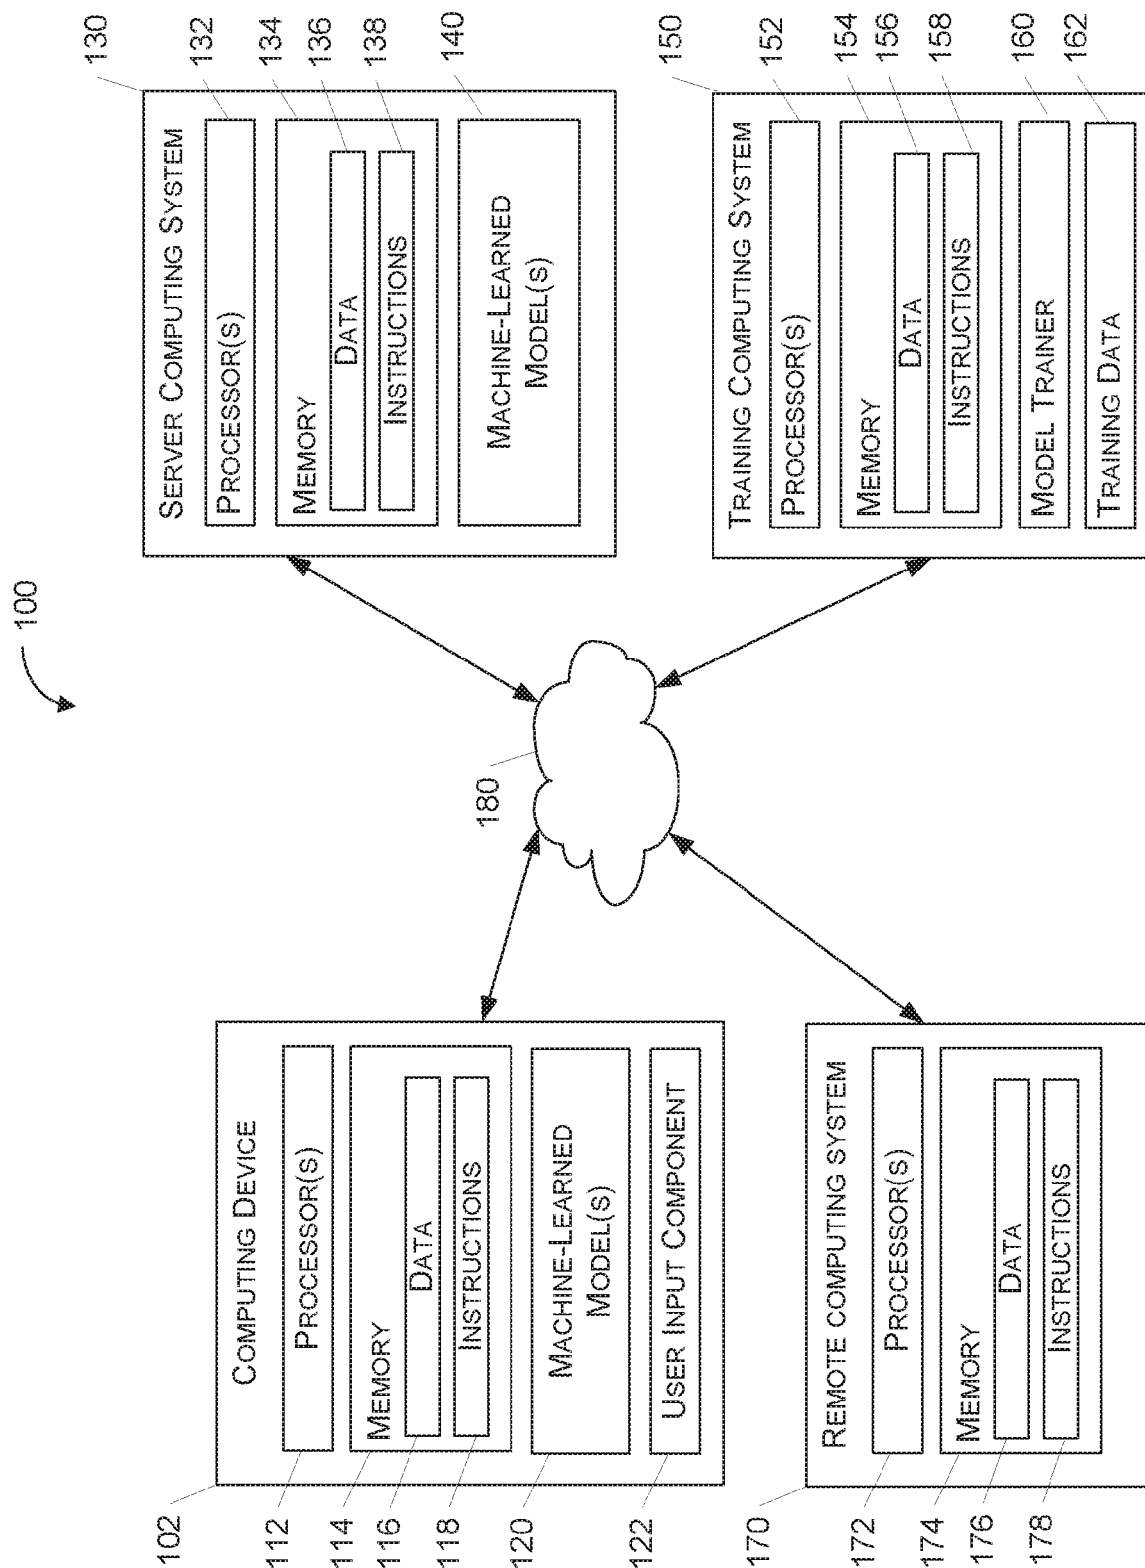 100
102
COMPUTING DEVICE
112
PROCESSOR(S)
114
MEMORY
116
DATA
118
INSTRUCTIONS
120
MACHINE-LEARNED
MODEL(S)
122
USER INPUT COMPONENT
130
SERVER COMPUTING SYSTEM
132
PROCESSOR(S)
134
MEMORY
136
DATA
138
INSTRUCTIONS
140
MACHINE-LEARNED
MODEL(S)
180
170
REMOTE COMPUTING SYSTEM
172
PROCESSOR(S)
174
MEMORY
176
DATA
178
INSTRUCTIONS
150
TRAINING COMPUTING SYSTEM
152
PROCESSOR(S)
154
MEMORY
156
DATA
158
INSTRUCTIONS
160
MODEL TRAINER
162
TRAINING DATA